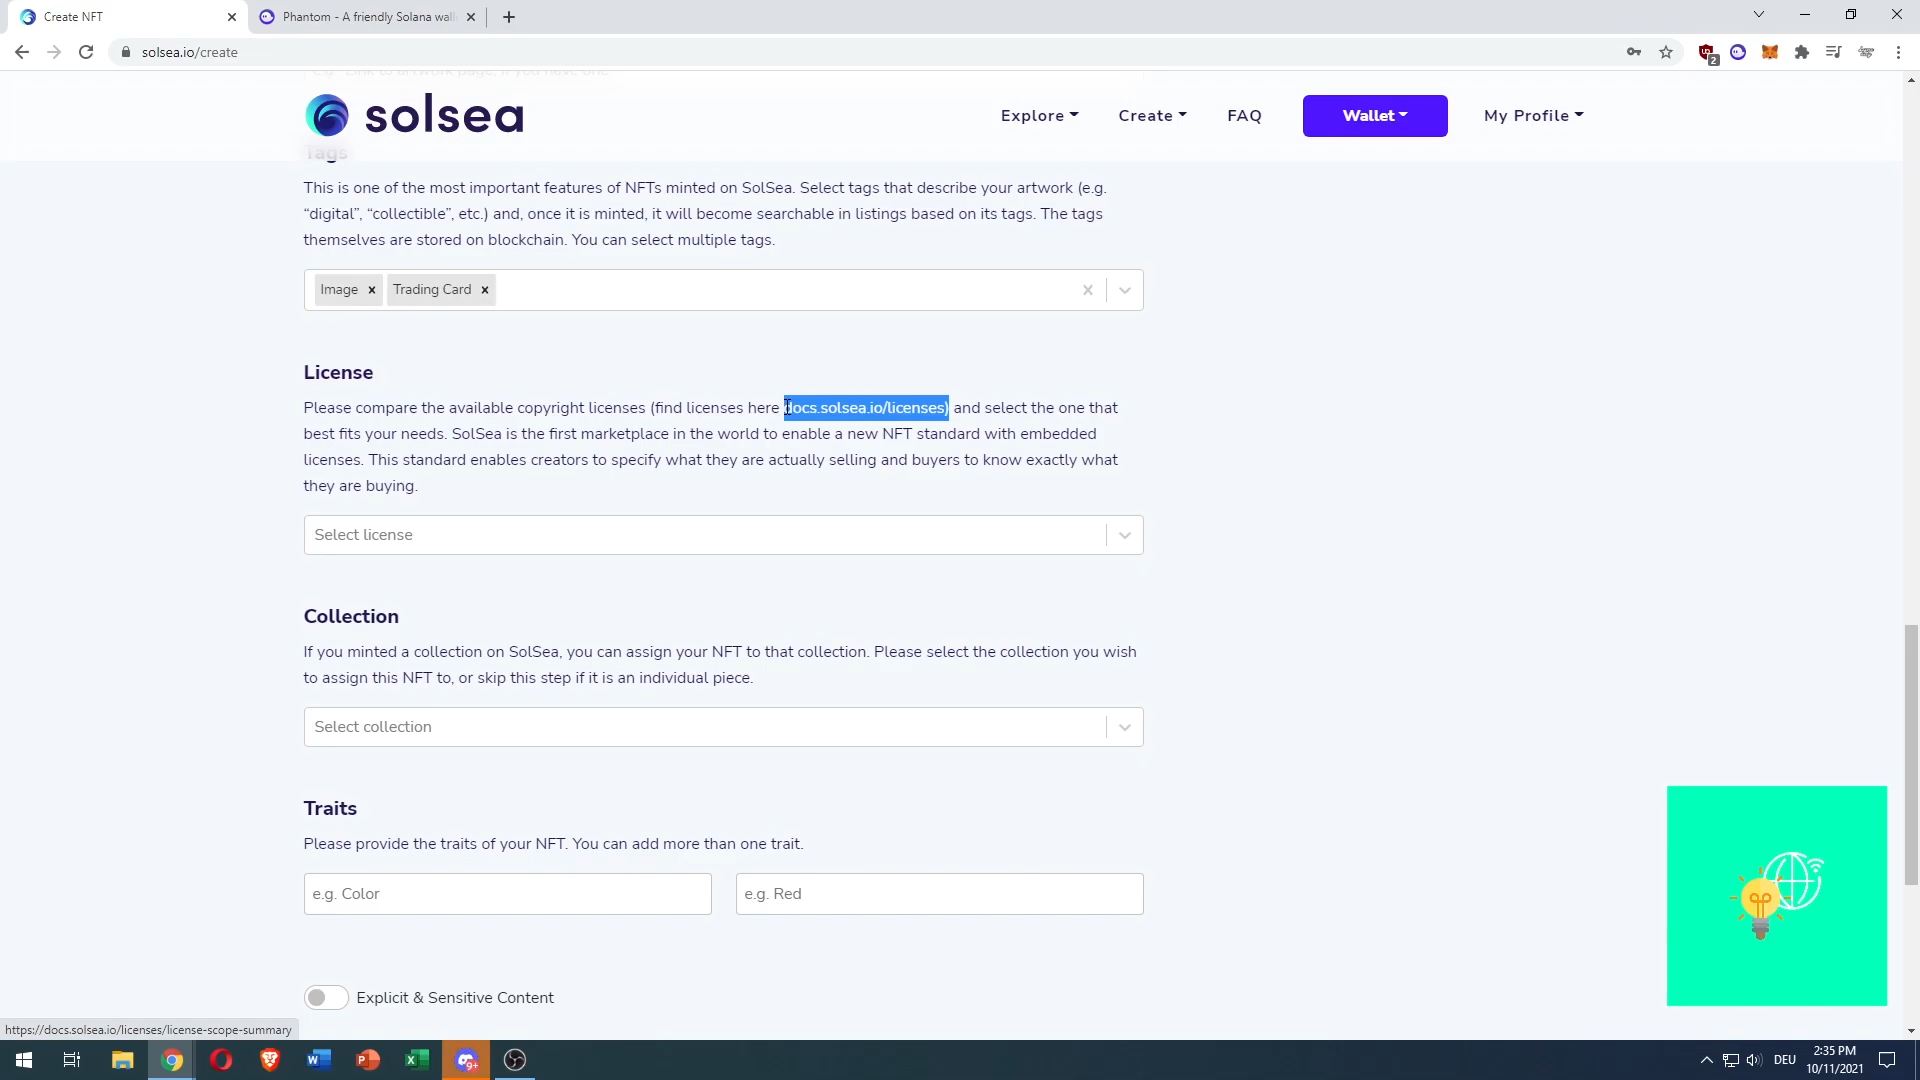 Create NFT
Phantom - A friendly Solana wall
solsea.io/create
2
solsea
Explore
Create
FAQ
Wallet
My Profile
Tags
This is one of the most important features of NFTs minted on SolSea. Select tags that describe your artwork (e.g.
“digital”, “collectible”, etc.) and, once it is minted, it will become searchable in listings based on its tags. The tags
themselves are stored on blockchain. You can select multiple tags.
Image
Trading Card
License
Please compare the available copyright licenses (find licenses here docs.solsea.io/licenses) and select the one that
best fits your needs. SolSea is the first marketplace in the world to enable a new NFT standard with embedded
licenses. This standard enables creators to specify what they are actually selling and buyers to know exactly what
they are buying.
Select license
Collection
If you minted a collection on SolSea, you can assign your NFT to that collection. Please select the collection you wish
to assign this NFT to, or skip this step if it is an individual piece.
Select collection
Traits
Please provide the traits of your NFT. You can add more than one trait.
e.g. Color
e.g. Red
Explicit & Sensitive Content
https://docs.solsea.io/licenses/license-scope-summary
9+
DEU
2:35 PM
10/11/2021